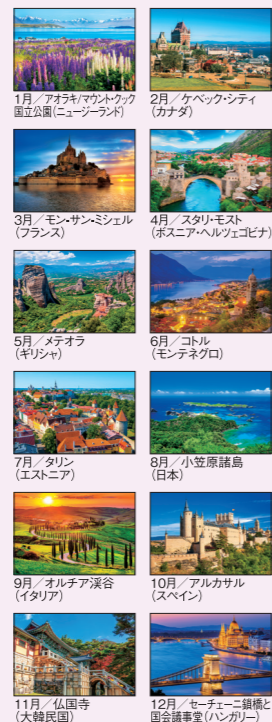 1月／アオラキ/マウント・クック
国立公園(ニュージーランド)
2月／ケベック・シティ
(カナダ)
3月／モン・サン・ミシェル
(フランス)
4月／スタリ・モスト
(ボスニア・ヘルツェゴビナ)
5月／メテオラ
(ギリシャ)
6月／コトル
(モンテネグロ)
7月／タリン
(エストニア)
8月／小笠原諸島
(日本)
9月／オルチア渓谷
(イタリア)
10月／アルカサル
(スペイン)
11月／仏国寺
(大韓民国)
12月／セーチェーニ鎖橋と
国会議事堂(ハンガリー)